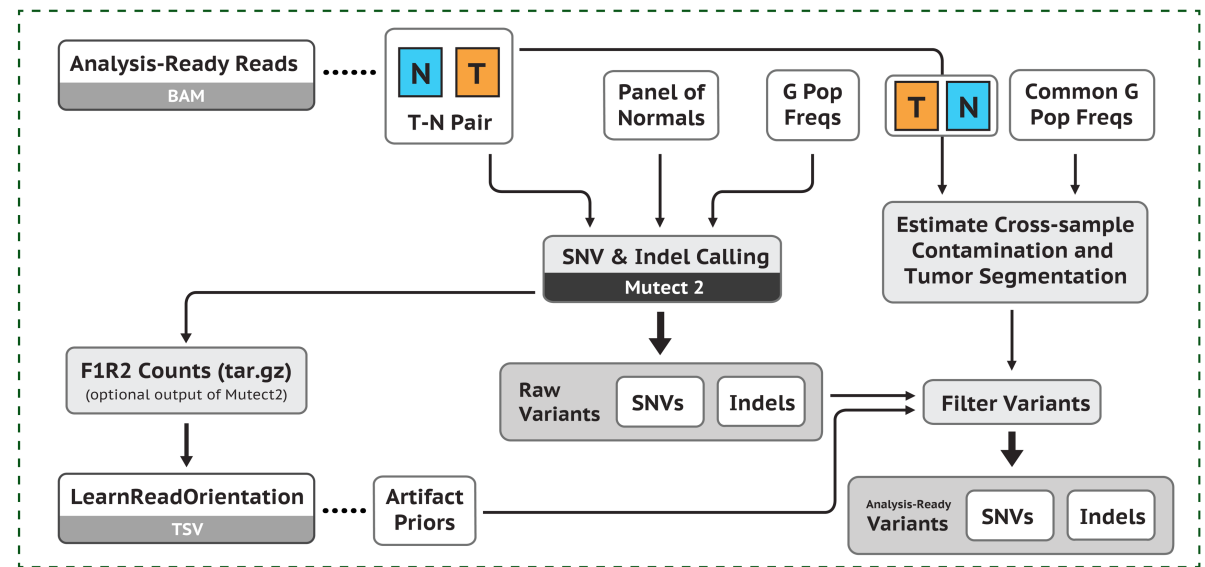 Analysis-Ready Reads
BAM
N
T
T-N Pair
Panel of
Normals
G Pop
Freqs
T
N
Common G
Pop Freqs
SNV & Indel Calling
Mutect 2
Estimate Cross-sample
Contamination and
Tumor Segmentation
F1R2 Counts (tar.gz)
(optional output of Mutect2)
Raw
Variants
SNVs
Indels
Filter Variants
LearnReadOrientation
TSV
Artifact
Priors
Analysis-Ready
Variants
SNVs
Indels